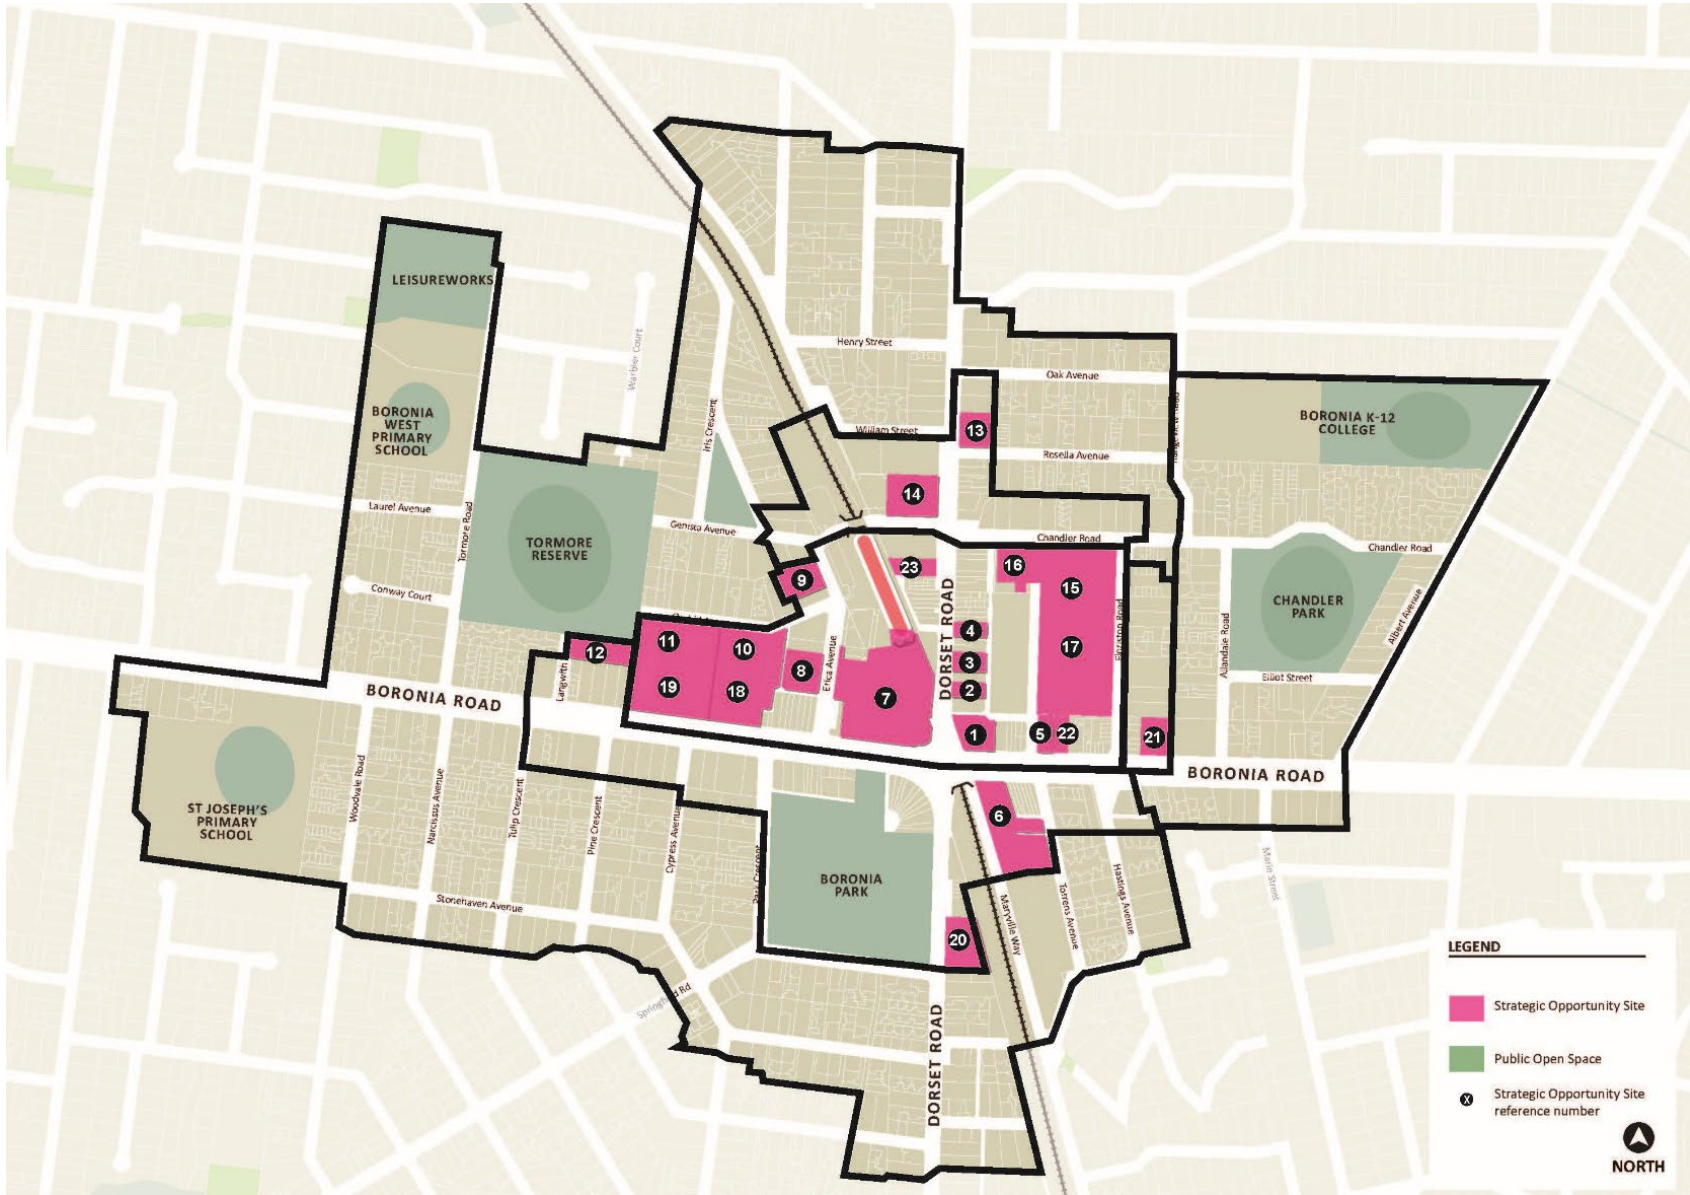 LEISUREWORKS
Warbler Court
Henry Street
Oak Avenue
BORONIA
WEST
PRIMARY
SCHOOL
Iris Crescent
William Street
13
BORONIA K-12
COLLEGE
Rosella Avenue
14
Laurel Avenue
Tormore Road
TORMORE
RESERVE
Genista Avenue
Chandler Road
Chandler Road
9
23
16
15
Conway Court
CHANDLER
PARK
Albert Avenue
DORSET ROAD
4
11
10
12
3
17
Allandale Road
8
Erica Avenue
Elliot Street
19
18
7
2
Langwith
BORONIA ROAD
1
5
22
21
BORONIA ROAD
Woodvale Road
Narcissus Avenue
Tulip Crescent
Pine Crescent
Cypress Avenue
ST JOSEPH'S
PRIMARY
SCHOOL
6
Park Crescent
BORONIA
PARK
Marie Street
Hastings Avenue
Torrens Avenue
Maryville Way
Stonehaven Avenue
20
Springfield Rd
DORSET ROAD
LEGEND
Strategic Opportunity Site
Public Open Space
X
Strategic Opportunity Site
reference number
NORTH